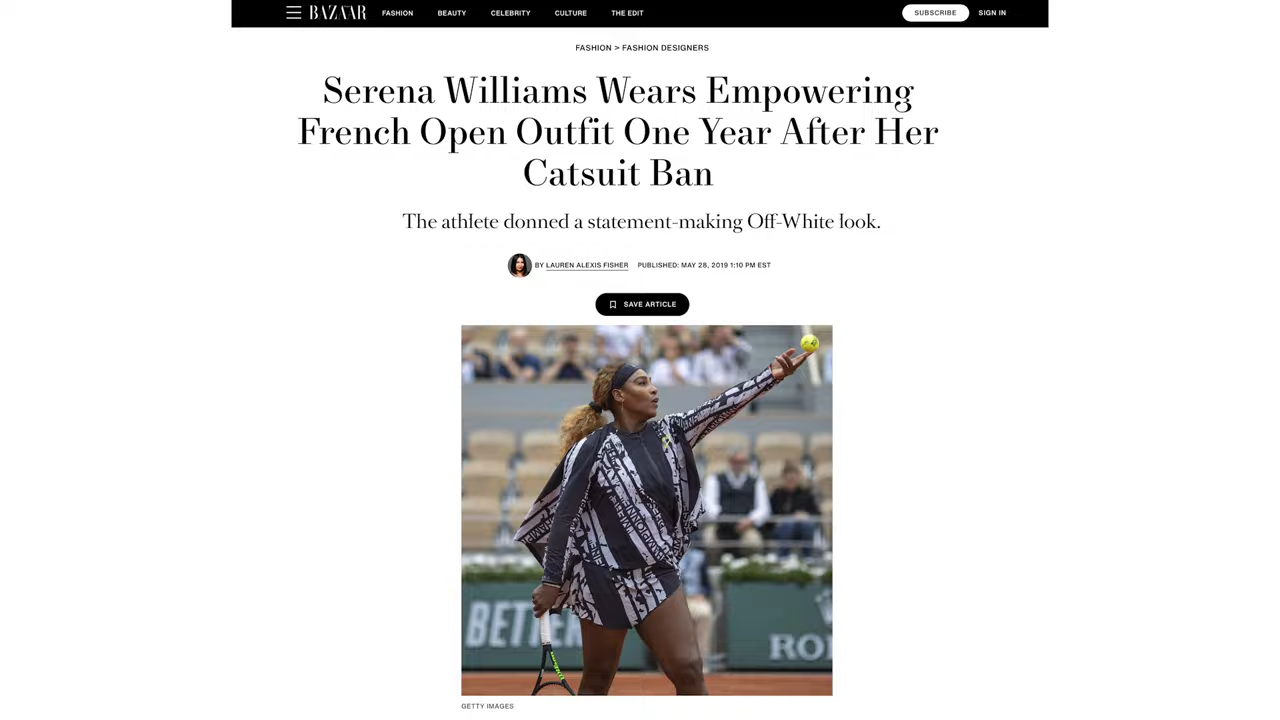 BAZAAR FASHION BEAUTY CELEBRITY CULTURE THE EDIT SUBSCRIBE SIGN IN
FASHION > FASHION DESIGNERS
Serena Williams Wears Empowering
French Open Outfit One Year After Her
Catsuit Ban
The athlete donned a statement-making Off-White look.
BY LAUREN ALEXIS FISHER PUBLISHED: MAY 28, 2019 1:10 PM EST
SAVE ARTICLE
GETTY IMAGES